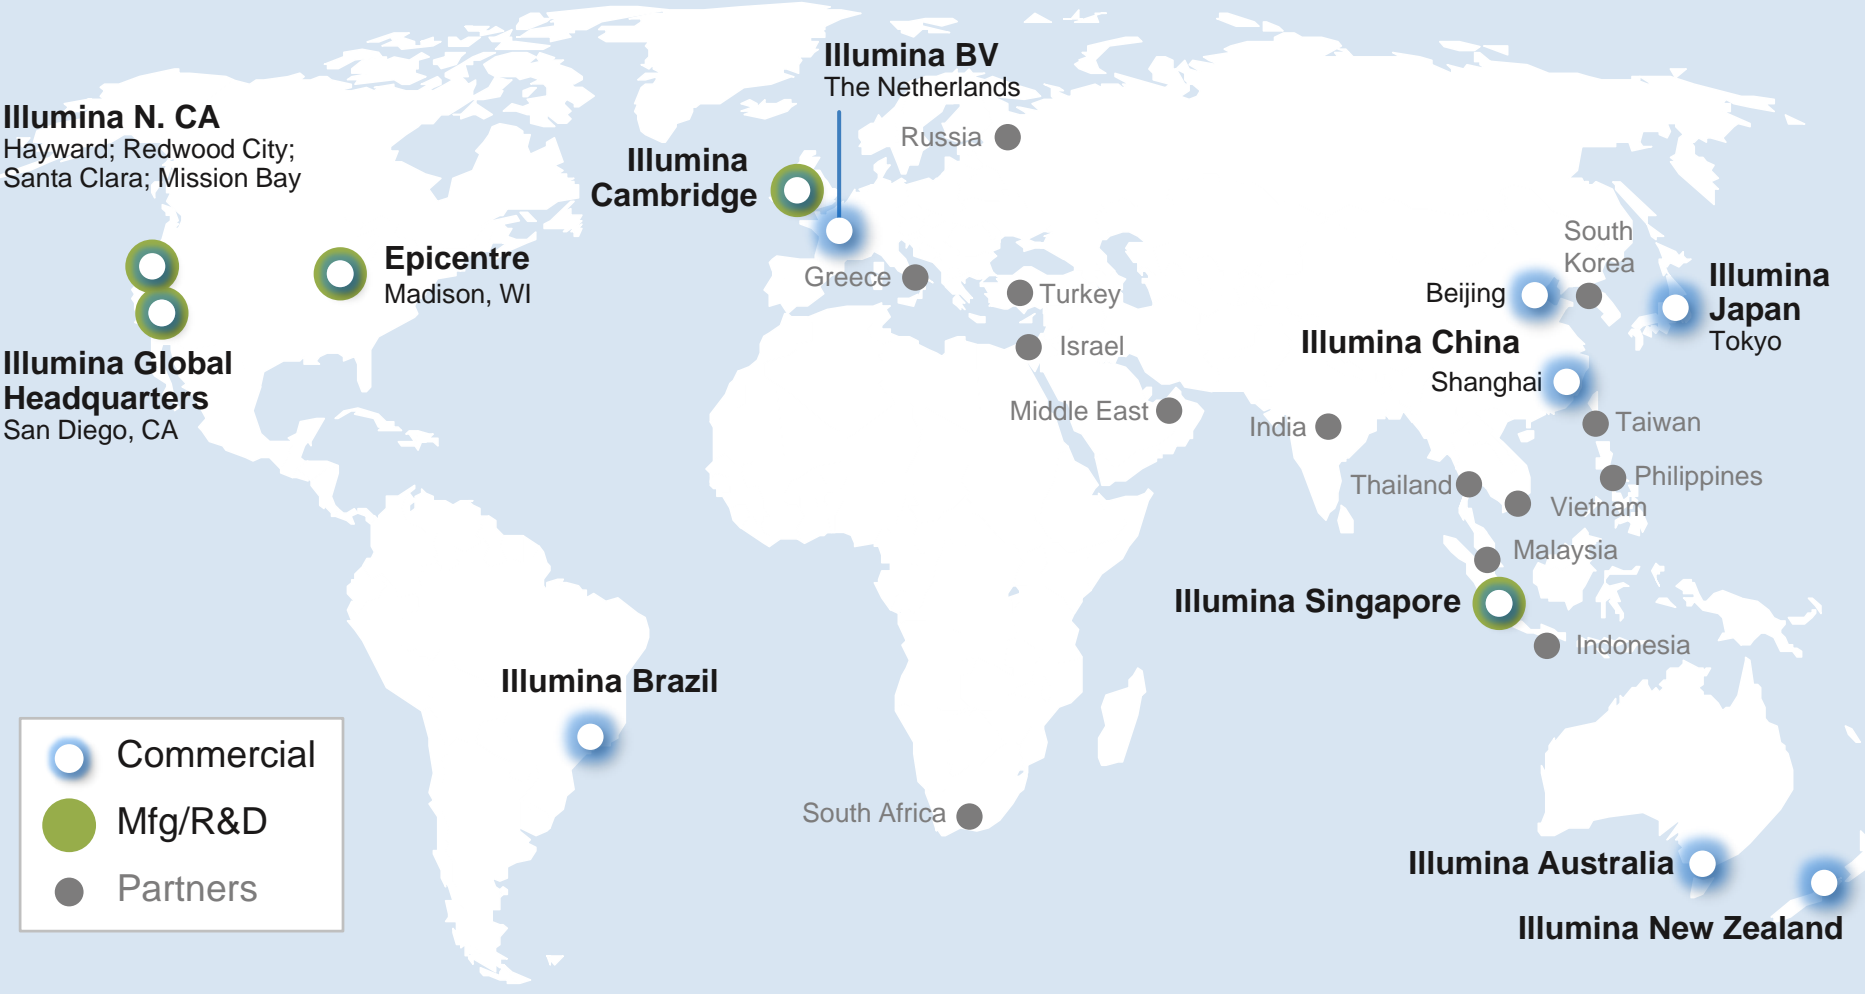 Illumina BV
The Netherlands
Illumina N. CA
Hayward; Redwood City;
Santa Clara; Mission Bay
Russia
Illumina
Cambridge
Epicentre
Madison, WI
Greece
Turkey
Israel
Middle East
South
Korea
Beijing
Illumina
Japan
Tokyo
Illumina China
Shanghai
Illumina Global
Headquarters
San Diego, CA
India
Taiwan
Thailand
Philippines
Vietnam
Malaysia
Illumina Singapore
Indonesia
Illumina Brazil
South Africa
Illumina Australia
Illumina New Zealand
Commercial
Mfg/R&D
Partners